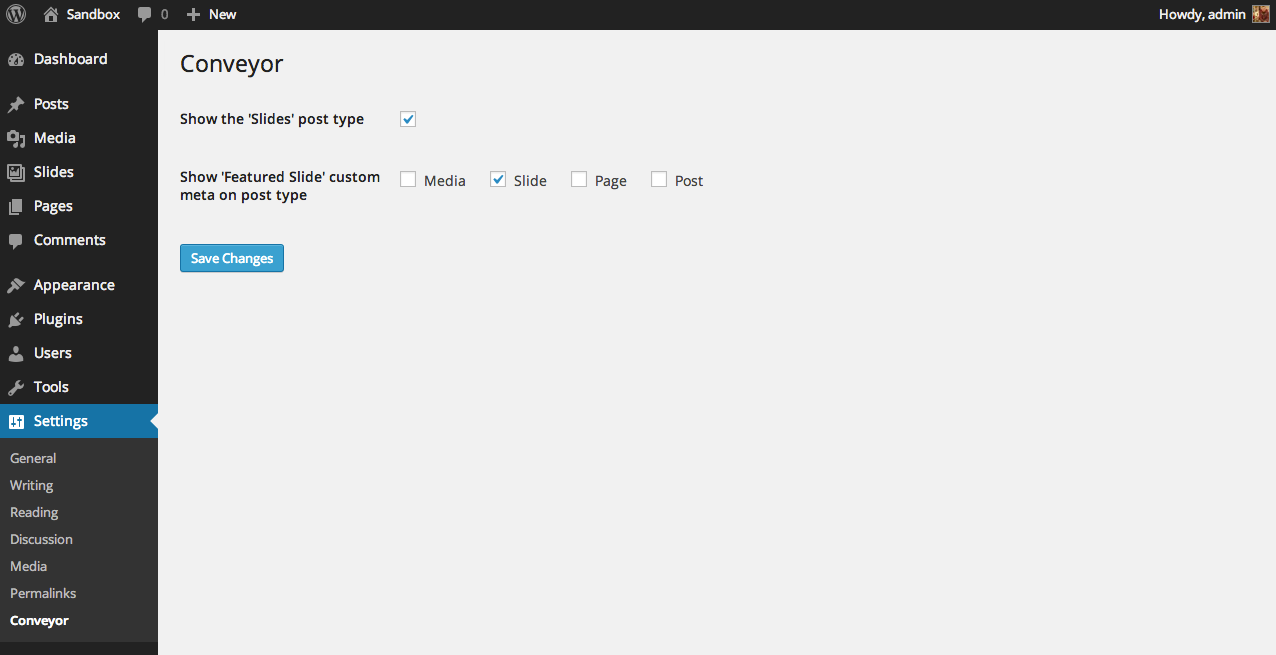 Sandbox 0 New Howdy, admin
Dashboard
Posts
Media
Slides
Pages
Comments
Appearance
Plugins
Users
Tools
Settings
General
Writing
Reading
Discussion
Media
Permalinks
Conveyor
Conveyor
Show the 'Slides' post type
Show 'Featured Slide' custom
meta on post type
Media Slide Page Post
Save Changes